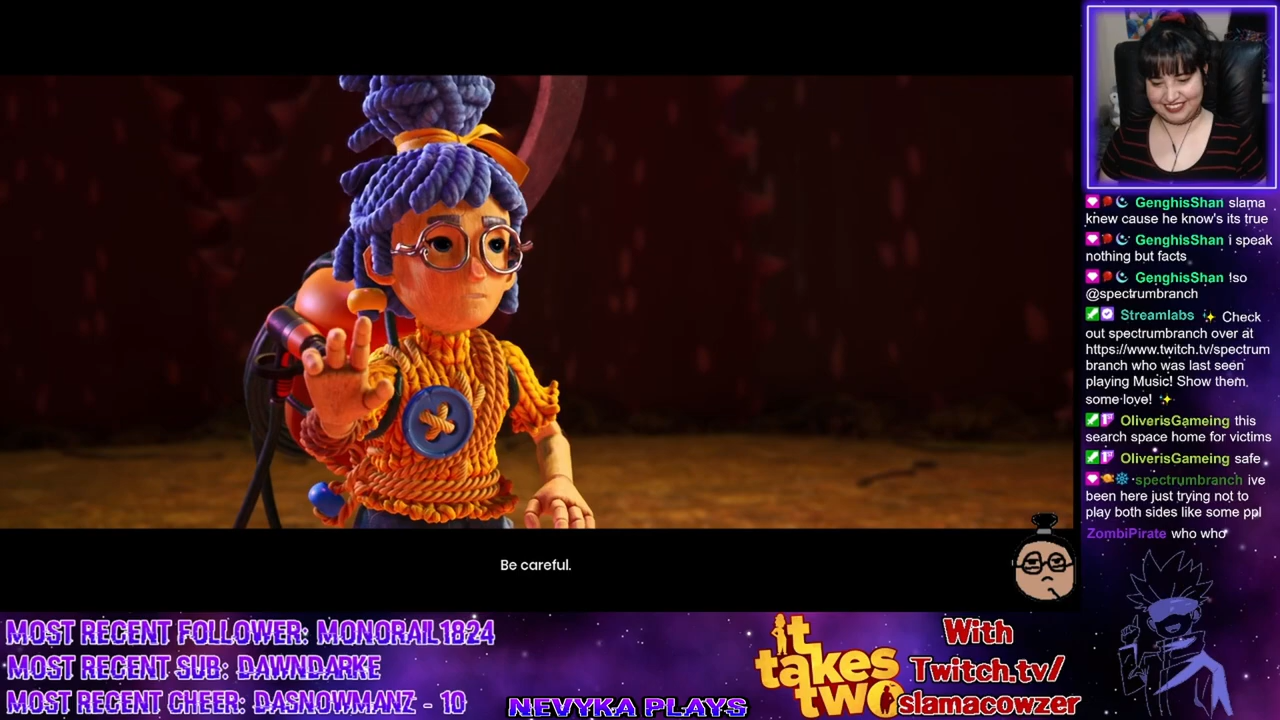 GenghisShan slama
knew cause he know's its true
GenghisShan i speak
nothing but facts
GenghisShan !so
@spectrumbranch
Streamlabs ✨ Check
out spectrumbranch over at
https://www.twitch.tv/spectrum
branch who was last seen
playing Music! Show them
some love! ✨
OliverisGameing this
search space home for victims
OliverisGameing safe
spectrumbranch ive
been here just trying not to
play both sides like some ppl
ZombiPirate who who
Be careful.
MOST RECENT FOLLOWER: MONORAIL1824
MOST RECENT SUB: DAWNDARKE
MOST RECENT CHEER: DASNOWMANZ - 10
NEVYKA PLAYS
it
takes
two
With
Twitch.tv/
slamacowzer